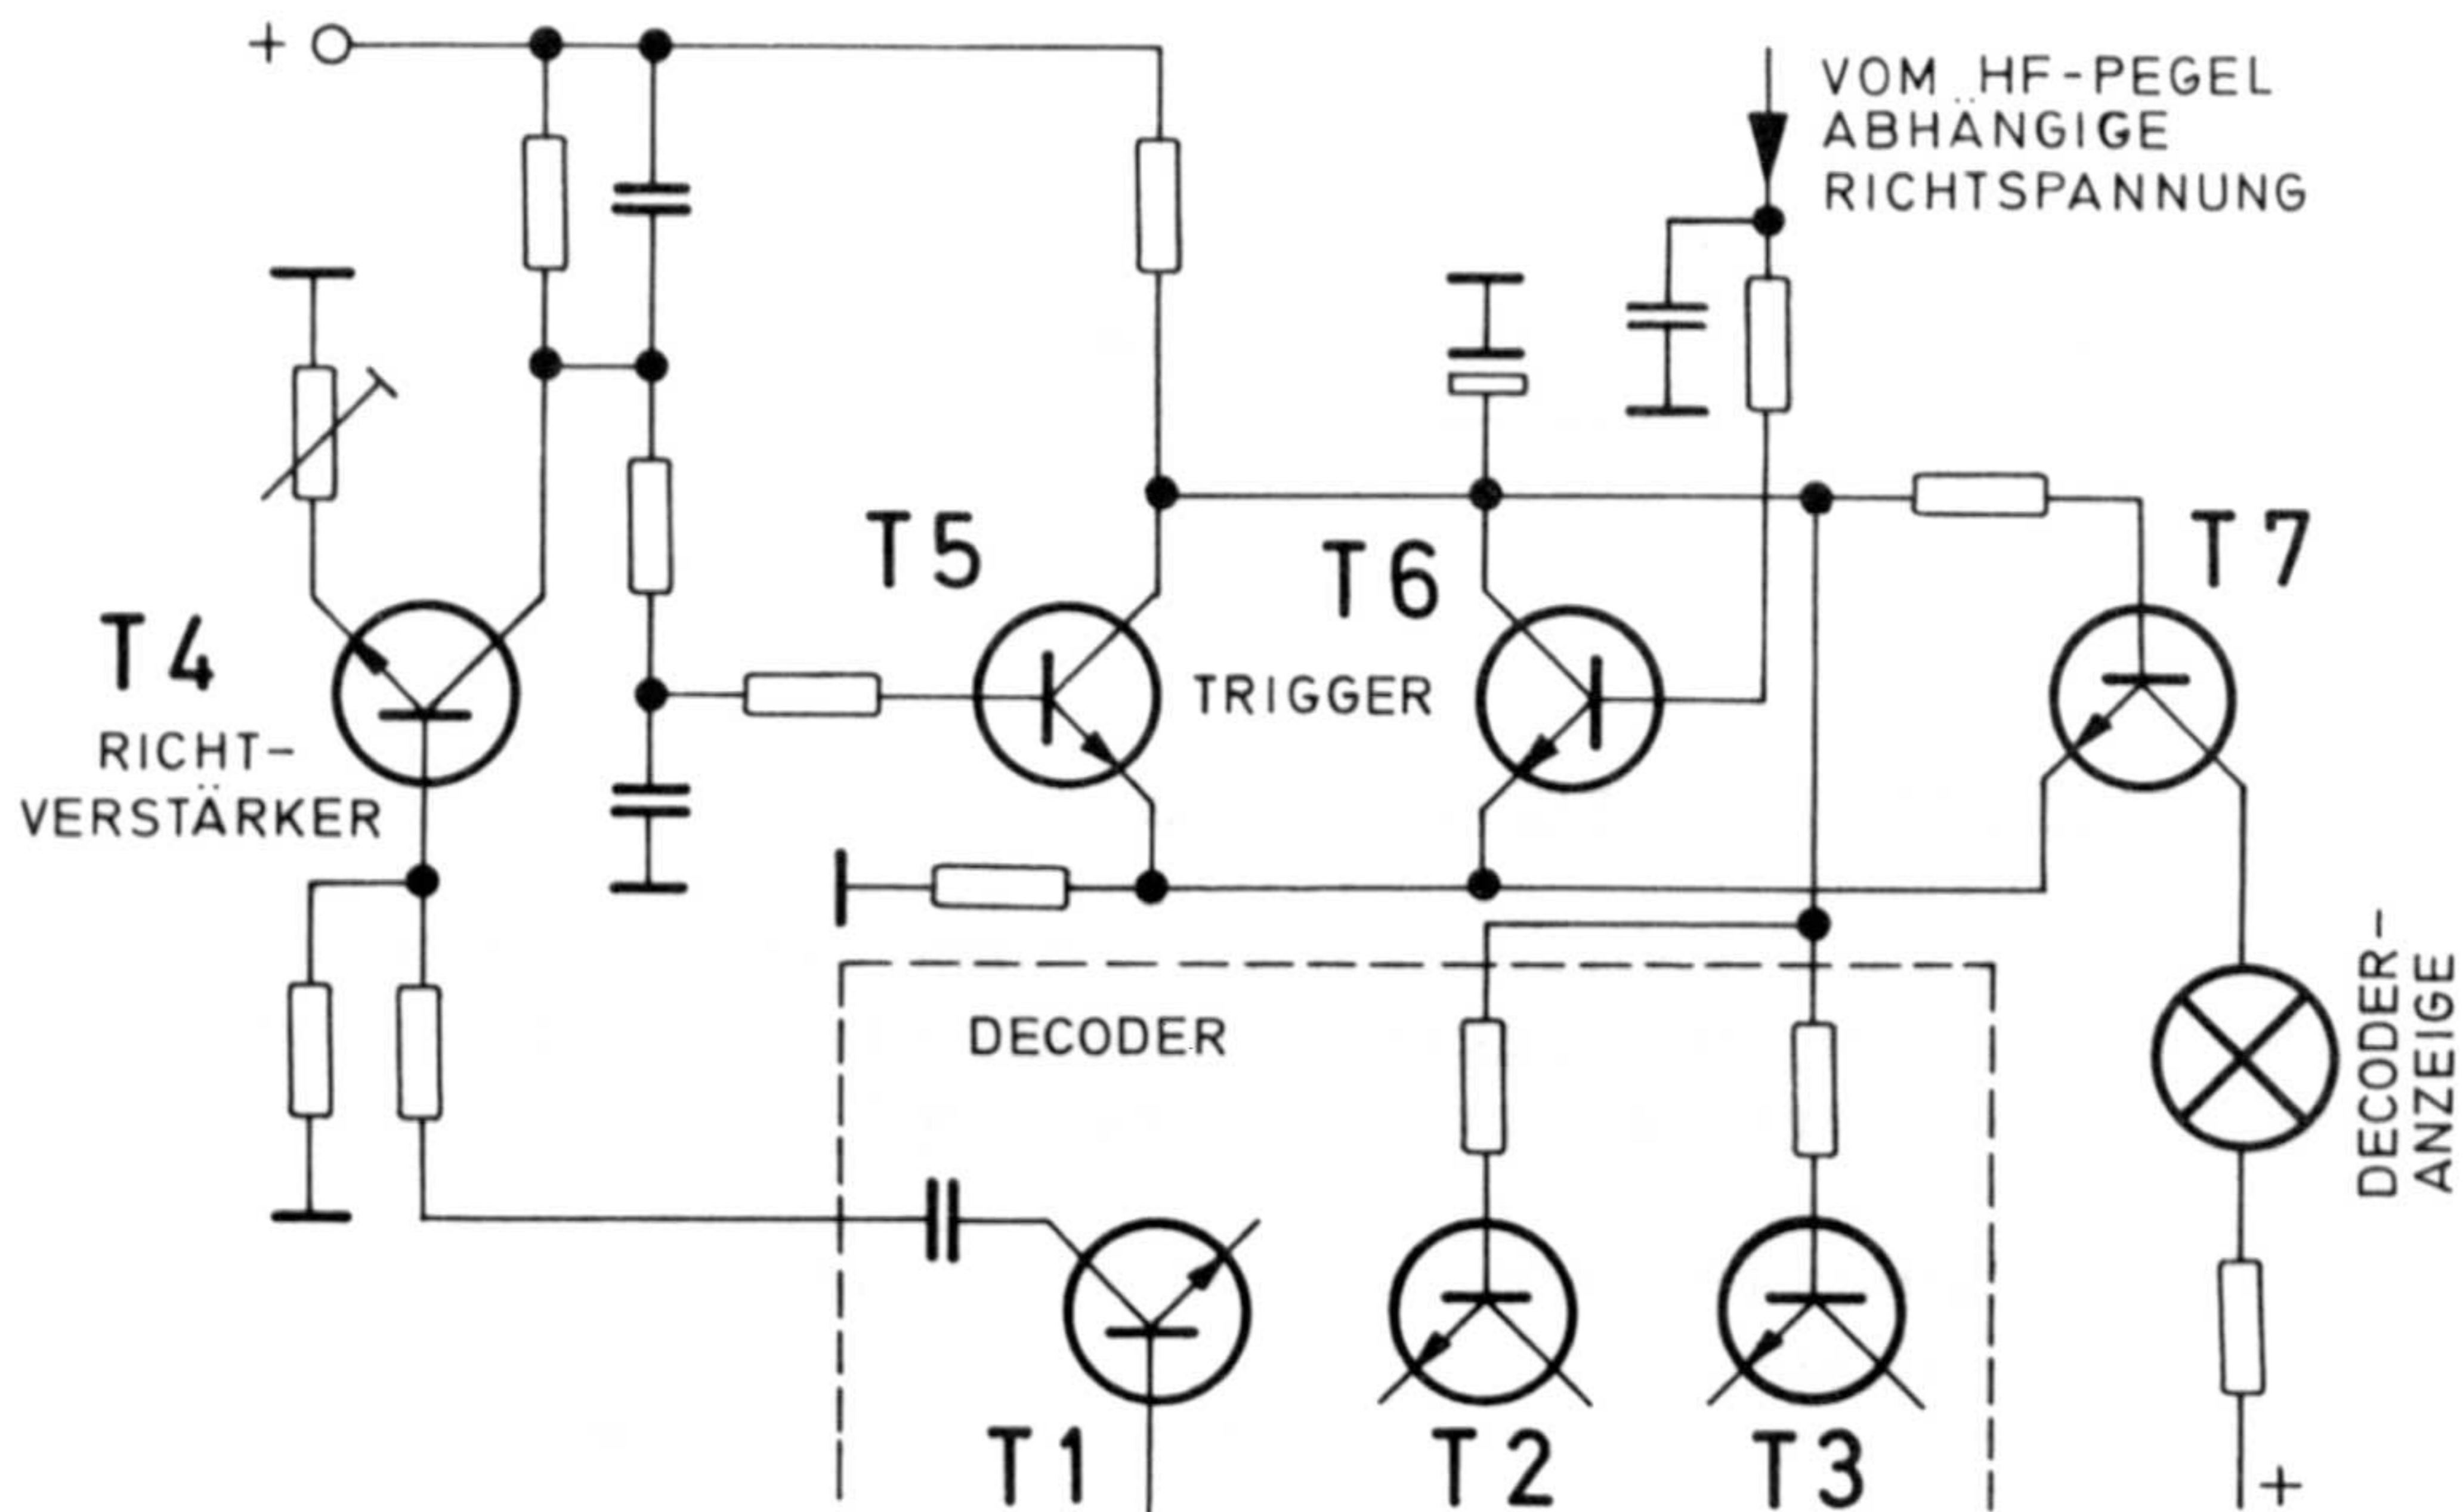 +
VOM HF-PEGEL
ABHÄNGIGE
RICHTSPANNUNG
T5
T6
T7
T4
TRIGGER
RICHT-
VERSTÄRKER
DECODER
DECODER-
ANZEIGE
T1
T2
T3
+